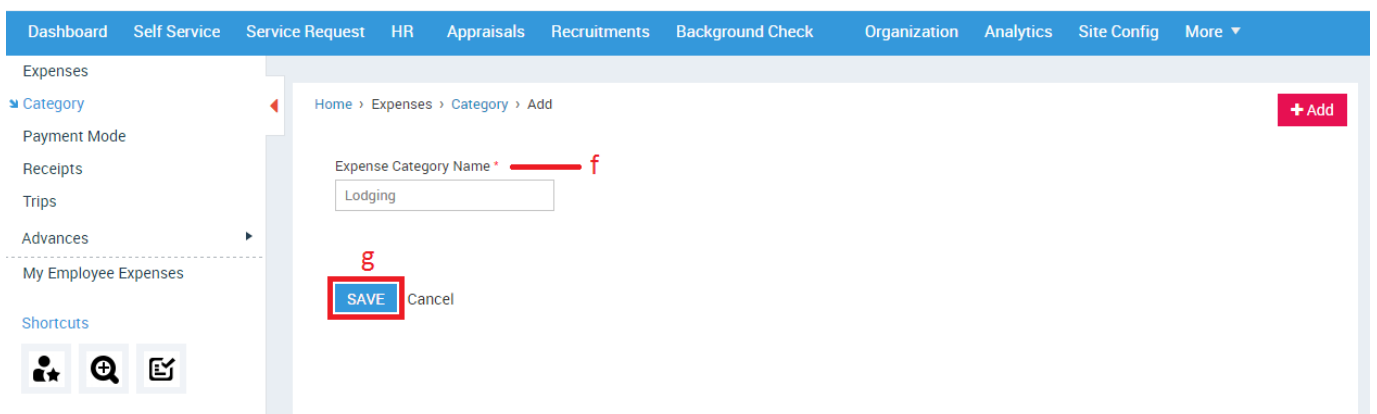 Dashboard Self Service Service Request HR Appraisals Recruitments Background Check Organization Analytics Site Config More ▼
Expenses
Category
Payment Mode
Receipts
Trips
Advances
My Employee Expenses
Shortcuts
Home › Expenses › Category › Add
+ Add
Expense Category Name * f
Lodging
g
SAVE Cancel